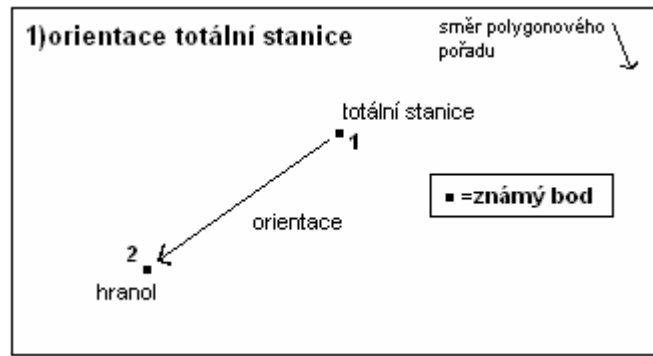 1)orientace totální stanice
směr polygonového
pořadu
totální stanice
1
■ =známý bod
orientace
2
hranol